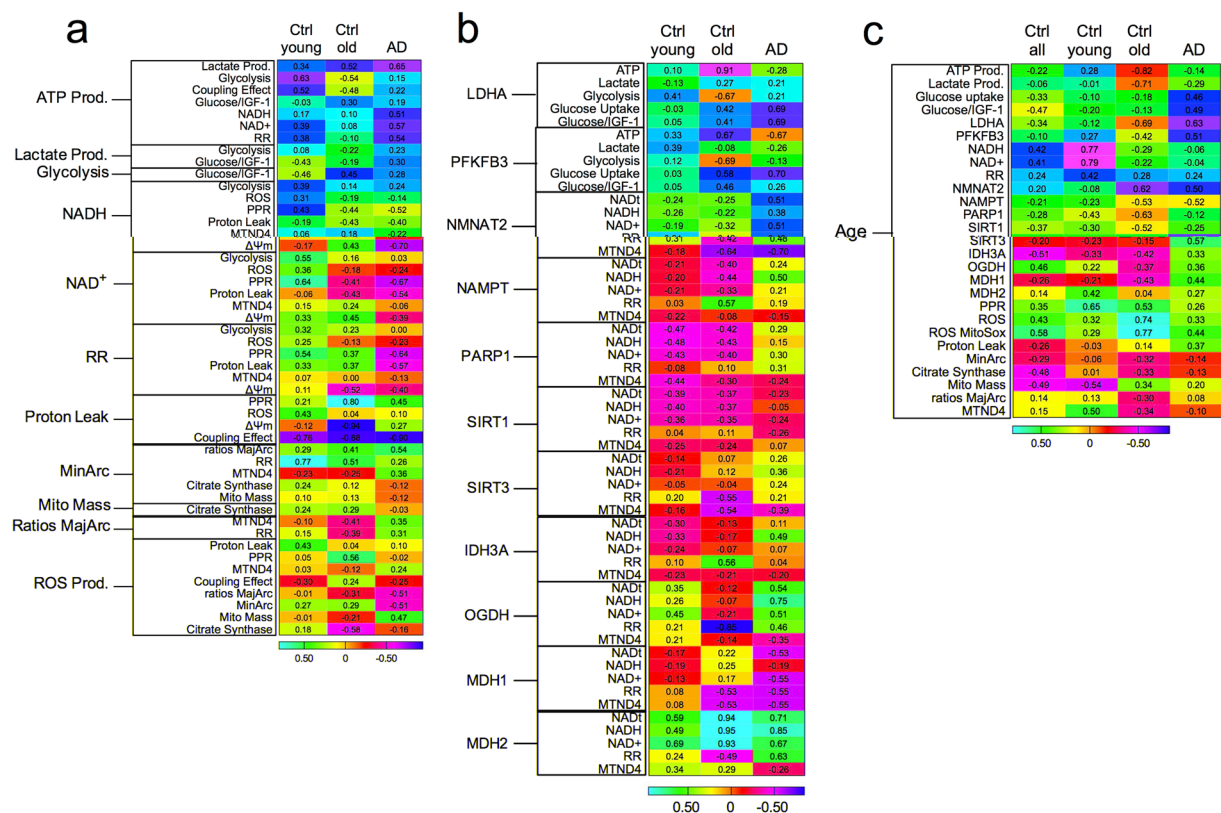 a
Ctrl young Ctrl old AD
ATP Prod.
Lactate Prod. 0.34 0.52 0.65
Glycolysis 0.63 -0.54 0.15
Coupling Effect 0.52 -0.48 0.22
Glucose/IGF-1 -0.03 0.30 0.19
NADH 0.17 0.10 0.51
NAD+ 0.39 0.08 0.57
RR 0.38 -0.10 0.54
Lactate Prod.
Glycolysis 0.08 -0.22 0.23
Glucose/IGF-1 -0.43 -0.19 0.30
Glycolysis
Glucose/IGF-1 -0.46 0.45 0.28
NADH
Glycolysis 0.39 0.14 0.24
ROS 0.31 -0.19 -0.14
PPR 0.43 -0.44 -0.52
Proton Leak -0.19 -0.43 -0.40
MTND4 0.06 0.18 -0.22
ΔΨm -0.17 0.43 -0.70
NAD+
Glycolysis 0.55 0.16 0.03
ROS 0.36 -0.18 -0.24
PPR 0.64 -0.41 -0.67
Proton Leak -0.06 -0.43 -0.54
MTND4 0.15 0.24 -0.06
ΔΨm 0.33 0.45 -0.39
RR
Glycolysis 0.32 0.23 0.00
ROS 0.25 -0.13 -0.23
PPR 0.54 0.37 -0.64
Proton Leak 0.33 0.37 -0.57
MTND4 0.07 0.00 -0.13
ΔΨm 0.11 -0.52 -0.40
Proton Leak
PPR 0.21 0.80 0.45
ROS 0.43 0.04 0.10
ΔΨm -0.12 -0.94 0.27
Coupling Effect -0.76 -0.88 -0.90
MinArc
ratios MajArc 0.29 0.41 0.54
RR 0.77 0.51 0.26
MTND4 -0.23 -0.25 0.36
Citrate Synthase 0.24 0.12 -0.12
Mito Mass 0.10 0.13 -0.12
Mito Mass
Citrate Synthase 0.24 0.29 -0.03
Ratios MajArc
MTND4 -0.10 -0.41 0.35
RR 0.15 -0.39 0.31
ROS Prod.
Proton Leak 0.43 0.04 0.10
PPR 0.05 0.56 -0.02
MTND4 0.03 -0.12 0.24
Coupling Effect -0.30 0.24 -0.25
ratios MajArc -0.01 -0.31 -0.51
MinArc 0.27 0.29 -0.51
Mito Mass -0.01 -0.21 0.47
Citrate Synthase 0.18 -0.58 -0.16
0.50 0 -0.50
b
Ctrl young Ctrl old AD
LDHA
ATP 0.10 0.91 -0.28
Lactate -0.13 0.27 0.21
Glycolysis 0.41 -0.67 0.21
Glucose Uptake -0.03 0.42 0.69
Glucose/IGF-1 0.05 0.41 0.69
PFKFB3
ATP 0.33 0.67 -0.67
Lactate 0.39 -0.08 -0.26
Glycolysis 0.12 -0.69 -0.13
Glucose Uptake 0.03 0.58 0.70
Glucose/IGF-1 0.05 0.46 0.26
NMNAT2
NADt -0.24 -0.25 0.51
NADH -0.26 -0.22 0.38
NAD+ -0.19 -0.32 0.51
RR 0.31 -0.42 0.48
MTND4 -0.18 -0.64 -0.70
NAMPT
NADt -0.21 -0.40 0.24
NADH -0.20 -0.44 0.50
NAD+ -0.21 -0.33 0.21
RR 0.03 0.57 0.19
MTND4 -0.22 -0.08 -0.15
PARP1
NADt -0.47 -0.42 0.29
NADH -0.48 -0.43 0.15
NAD+ -0.43 -0.40 0.30
RR -0.08 0.10 0.31
MTND4 -0.44 -0.30 -0.24
SIRT1
NADt -0.39 -0.36 -0.23
NADH -0.40 -0.37 -0.05
NAD+ -0.36 -0.35 -0.24
RR 0.04 0.11 -0.26
MTND4 -0.25 -0.24 0.07
SIRT3
NADt -0.14 0.07 0.26
NADH -0.21 0.12 0.36
NAD+ -0.05 -0.04 0.24
RR 0.20 -0.55 0.21
MTND4 -0.16 -0.54 -0.39
IDH3A
NADt -0.30 -0.13 0.11
NADH -0.33 -0.17 0.49
NAD+ -0.24 -0.07 0.07
RR 0.10 0.56 0.04
MTND4 -0.23 -0.21 -0.20
OGDH
NADt 0.35 -0.12 0.54
NADH 0.26 -0.07 0.75
NAD+ 0.45 -0.21 0.51
RR 0.21 -0.85 0.46
MTND4 0.21 -0.14 -0.35
MDH1
NADt -0.17 0.22 -0.53
NADH -0.19 0.25 -0.19
NAD+ -0.13 0.17 -0.55
RR 0.08 -0.53 -0.55
MTND4 0.08 -0.53 -0.55
MDH2
NADt 0.59 0.94 0.71
NADH 0.49 0.95 0.85
NAD+ 0.69 0.93 0.67
RR 0.24 -0.49 0.63
MTND4 0.34 0.29 -0.26
0.50 0 -0.50
c
Ctrl all Ctrl young Ctrl old AD
Age
ATP Prod. -0.22 0.28 -0.82 -0.14
Lactate Prod. -0.06 -0.01 -0.71 -0.29
Glucose uptake -0.33 -0.10 -0.18 0.46
Glucose/IGF-1 -0.47 -0.20 -0.13 0.49
LDHA -0.34 -0.12 -0.69 0.63
PFKFB3 -0.10 0.27 -0.42 0.51
NADH 0.42 0.77 -0.29 -0.06
NAD+ 0.41 0.79 -0.22 -0.04
RR 0.24 0.42 0.28 0.24
NMNAT2 0.20 -0.08 0.62 0.50
NAMPT -0.21 -0.23 -0.53 -0.52
PARP1 -0.28 -0.43 -0.63 -0.12
SIRT1 -0.37 -0.30 -0.52 -0.25
SIRT3 -0.20 -0.23 -0.15 0.57
IDH3A -0.51 -0.33 -0.42 0.33
OGDH 0.46 0.22 -0.37 0.36
MDH1 -0.26 -0.21 -0.43 0.44
MDH2 0.14 0.42 0.04 0.27
PPR 0.35 0.65 0.53 0.26
ROS 0.43 0.32 0.74 0.33
ROS MitoSox 0.58 0.29 0.77 0.44
Proton Leak -0.26 -0.03 0.14 0.37
MinArc -0.29 -0.06 -0.32 -0.14
Citrate Synthase -0.48 0.01 -0.33 -0.13
Mito Mass -0.49 -0.54 0.34 0.20
ratios MajArc 0.14 0.13 -0.30 0.08
MTND4 0.15 0.50 -0.34 -0.10
0.50 0 -0.50